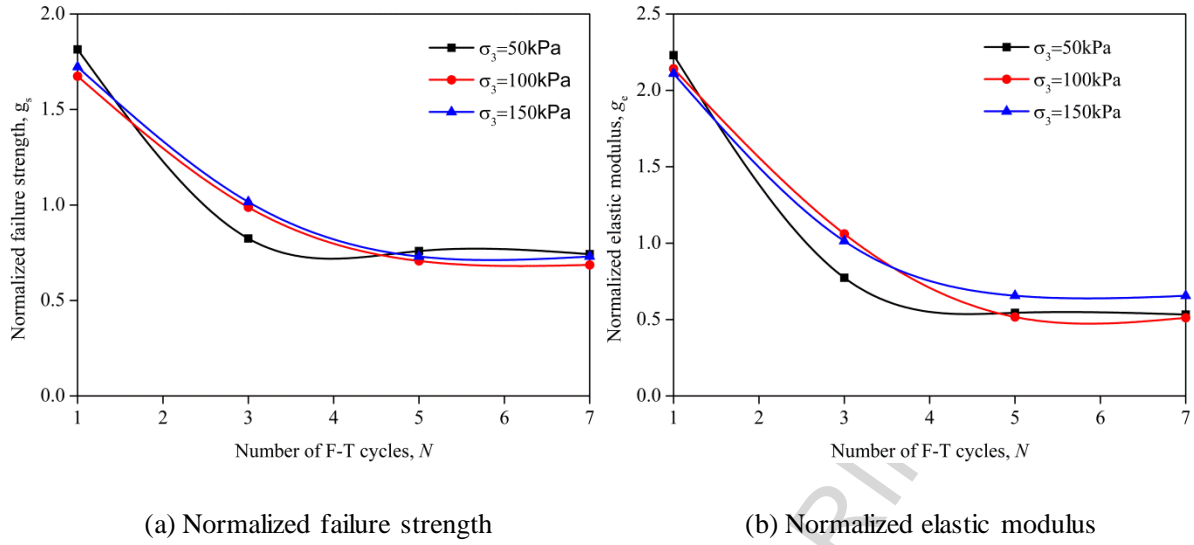 2.0
1.5
1.0
0.5
0.0
Normalized failure strength, gs
σ3=50kPa
σ3=100kPa
σ3=150kPa
1 2 3 4 5 6 7
Number of F-T cycles, N
(a) Normalized failure strength
2.5
2.0
1.5
1.0
0.5
0.0
Normalized elastic modulus, ge
σ3=50kPa
σ3=100kPa
σ3=150kPa
1 2 3 4 5 6 7
Number of F-T cycles, N
(b) Normalized elastic modulus